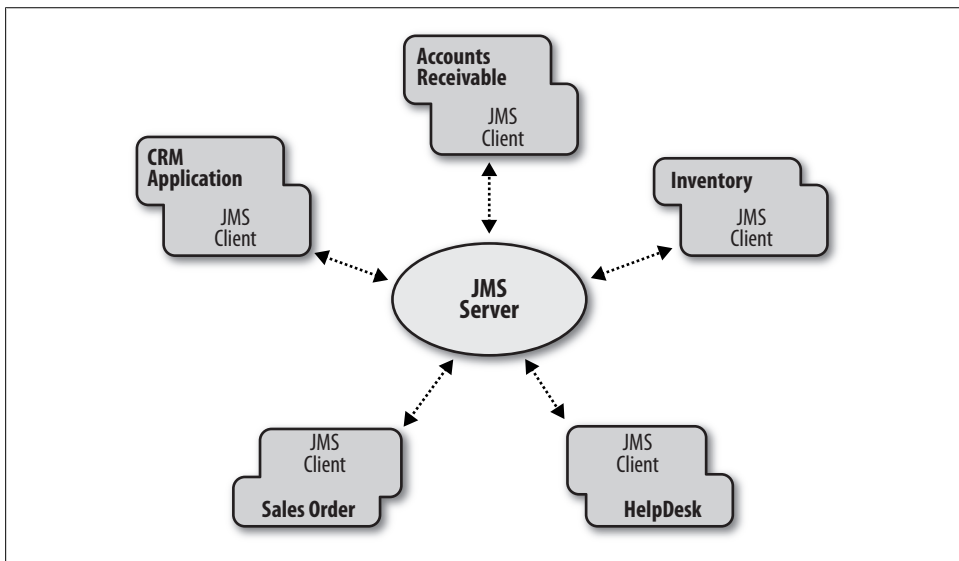 Accounts
Receivable
JMS
Client
CRM
Application
JMS
Client
Inventory
JMS
Client
JMS
Server
JMS
Client
Sales Order
JMS
Client
HelpDesk